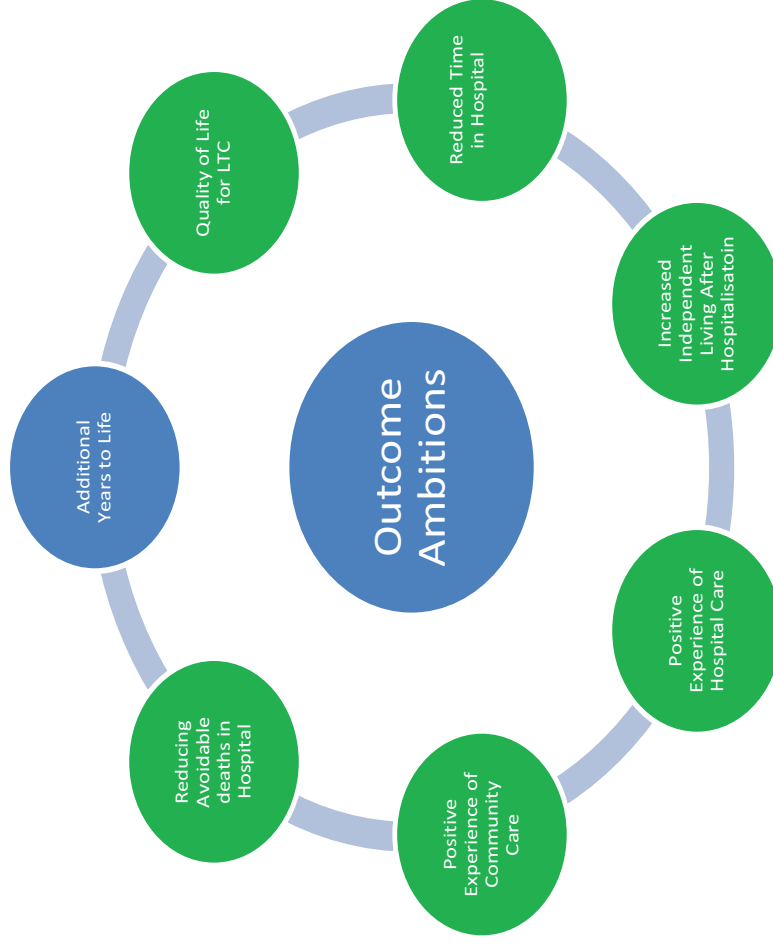 Additional
Years to Life
Quality of Life
for LTC
Reduced Time
in Hospital
Increased
Independent
Living After
Hospitalisatoin
Positive
Experience of
Hospital Care
Positive
Experience of
Community
Care
Reducing
Avoidable
deaths in
Hospital
Outcome
Ambitions